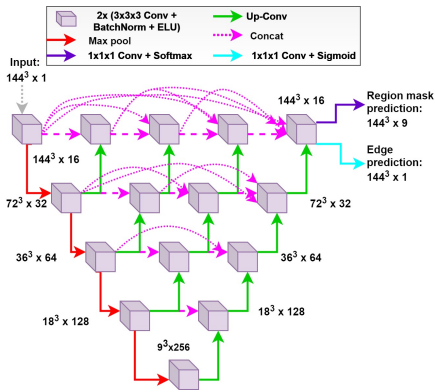 2x (3x3x3 Conv +
BatchNorm + ELU)
Up-Conv
Max pool
Concat
1x1x1 Conv + Softmax
1x1x1 Conv + Sigmoid
Input:
144³ x 1
144³ x 16
Region mask
prediction:
144³ x 9
144³ x 16
Edge
prediction:
144³ x 1
72³ x 32
72³ x 32
36³ x 64
36³ x 64
18³ x 128
18³ x 128
9³x256